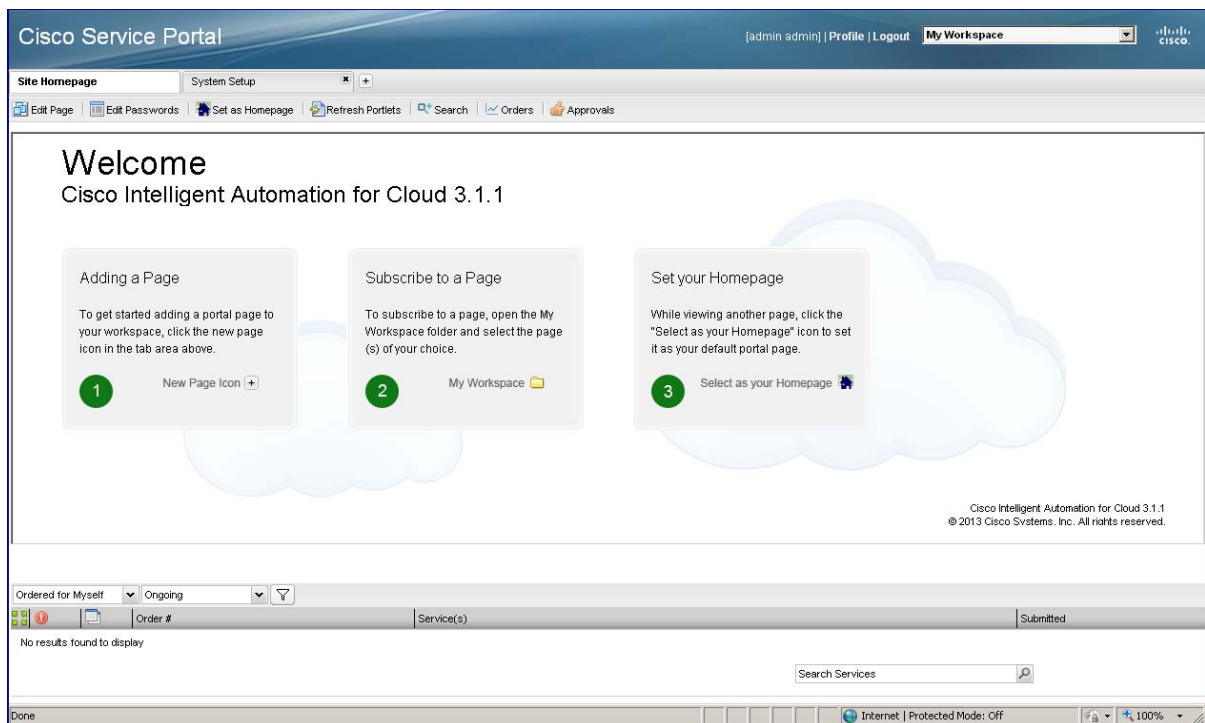 Cisco Service Portal
[admin admin] | Profile | Logout My Workspace
CISCO.
Site Homepage System Setup
Edit Page Edit Passwords Set as Homepage Refresh Portlets Search Orders Approvals
Welcome
Cisco Intelligent Automation for Cloud 3.1.1
Adding a Page
To get started adding a portal page to
your workspace, click the new page
icon in the tab area above.
1 New Page Icon +
Subscribe to a Page
To subscribe to a page, open the My
Workspace folder and select the page
(s) of your choice.
2 My Workspace
Set your Homepage
While viewing another page, click the
"Select as your Homepage" icon to set
it as your default portal page.
3 Select as your Homepage
Cisco Intelligent Automation for Cloud 3.1.1
© 2013 Cisco Systems. Inc. All rights reserved.
Ordered for Myself Ongoing
Order # Service(s) Submitted
No results found to display
Search Services
Done Internet | Protected Mode: Off 100%